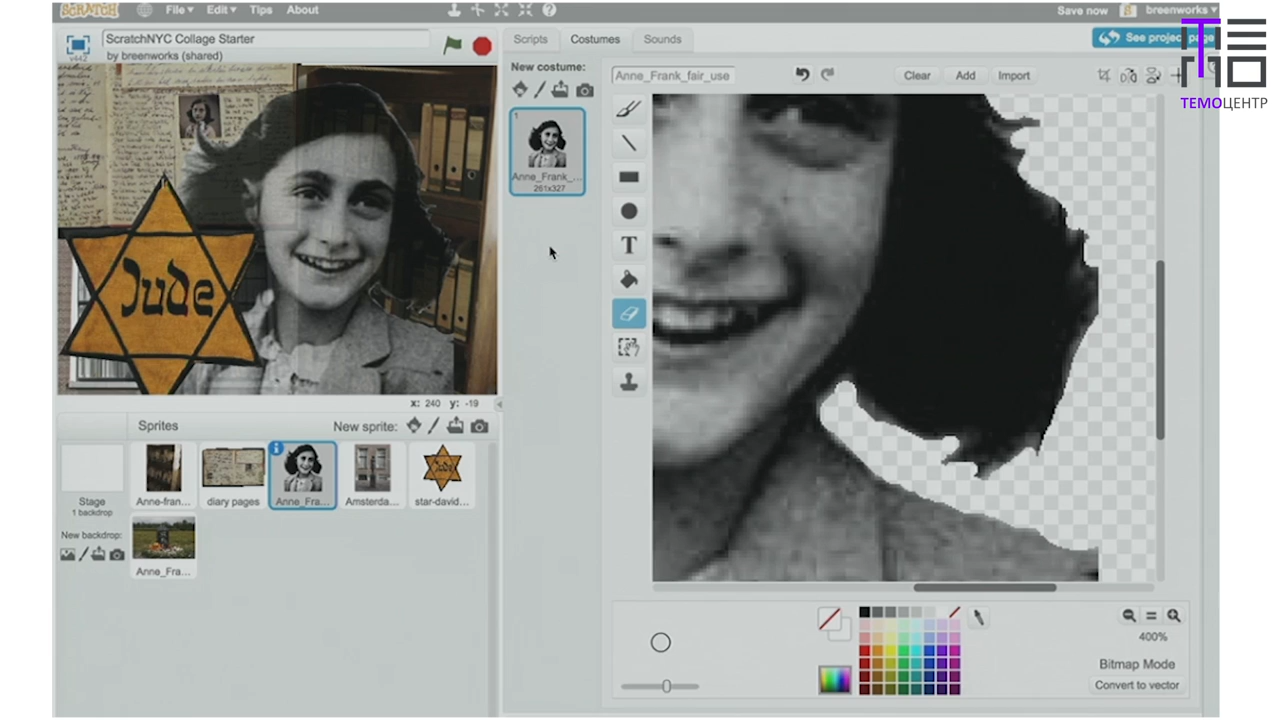 SCRATCH File▼ Edit▼ Tips About Save now breenworks▼
ScratchNYC Collage Starter
by breenworks (shared)
v442
Scripts Costumes Sounds
See project page
ТЕМОЦЕНТР
New costume:
Anne_Frank_fair_use
Clear Add Import
1
Anne_Frank_...
261x327
Jude
x: 240 y: -19
Sprites New sprite:
Jude
Stage
1 backdrop
New backdrop:
Anne-fran...
diary pages
Anne_Fra...
Amsterda...
star-david...
Anne_Fra...
T
400%
Bitmap Mode
Convert to vector